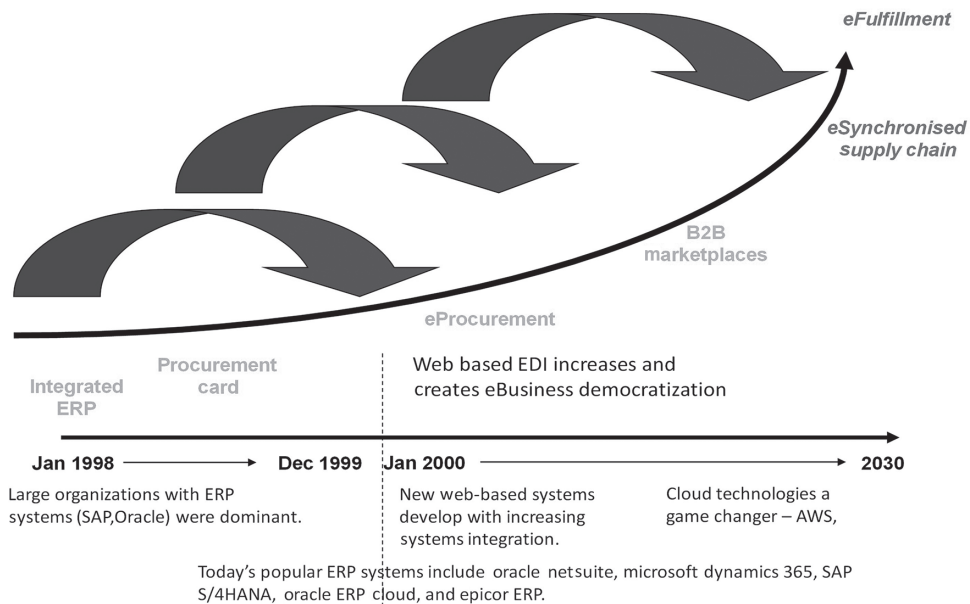 eFulfillment
eSynchronised
supply chain
B2B
marketplaces
eProcurement
Procurement
card
Integrated
ERP
Web based EDI increases and
creates eBusiness democratization
Jan 1998
Dec 1999
Jan 2000
2030
Large organizations with ERP
systems (SAP,Oracle) were dominant.
New web-based systems
develop with increasing
systems integration.
Cloud technologies a
game changer – AWS,
Today's popular ERP systems include oracle netsuite, microsoft dynamics 365, SAP
S/4HANA, oracle ERP cloud, and epicor ERP.